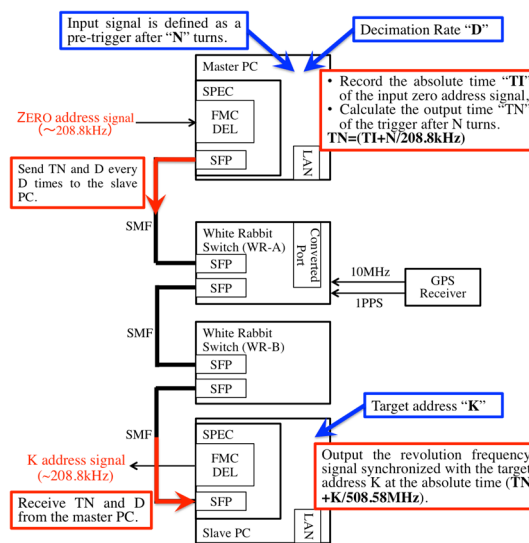 Input signal is defined as a
pre-trigger after “N” turns.
Decimation Rate “D”
Master PC
SPEC
FMC
DEL
SFP
LAN
ZERO address signal
(〜208.8kHz)
• Record the absolute time “TI”
of the input zero address signal,
• Calculate the output time “TN”
of the trigger after N turns.
TN=(TI+N/208.8kHz)
Send TN and D every
D times to the slave
PC.
SMF
White Rabbit
Switch (WR-A)
Converted
Port
SFP
SFP
10MHz
1PPS
GPS
Receiver
SMF
White Rabbit
Switch (WR-B)
SFP
SFP
Target address “K”
SMF
SPEC
FMC
DEL
SFP
LAN
Slave PC
K address signal
(~208.8kHz)
Output the revolution frequency
signal synchronized with the target
address K at the absolute time (TN
+K/508.58MHz).
Receive TN and D
from the master PC.